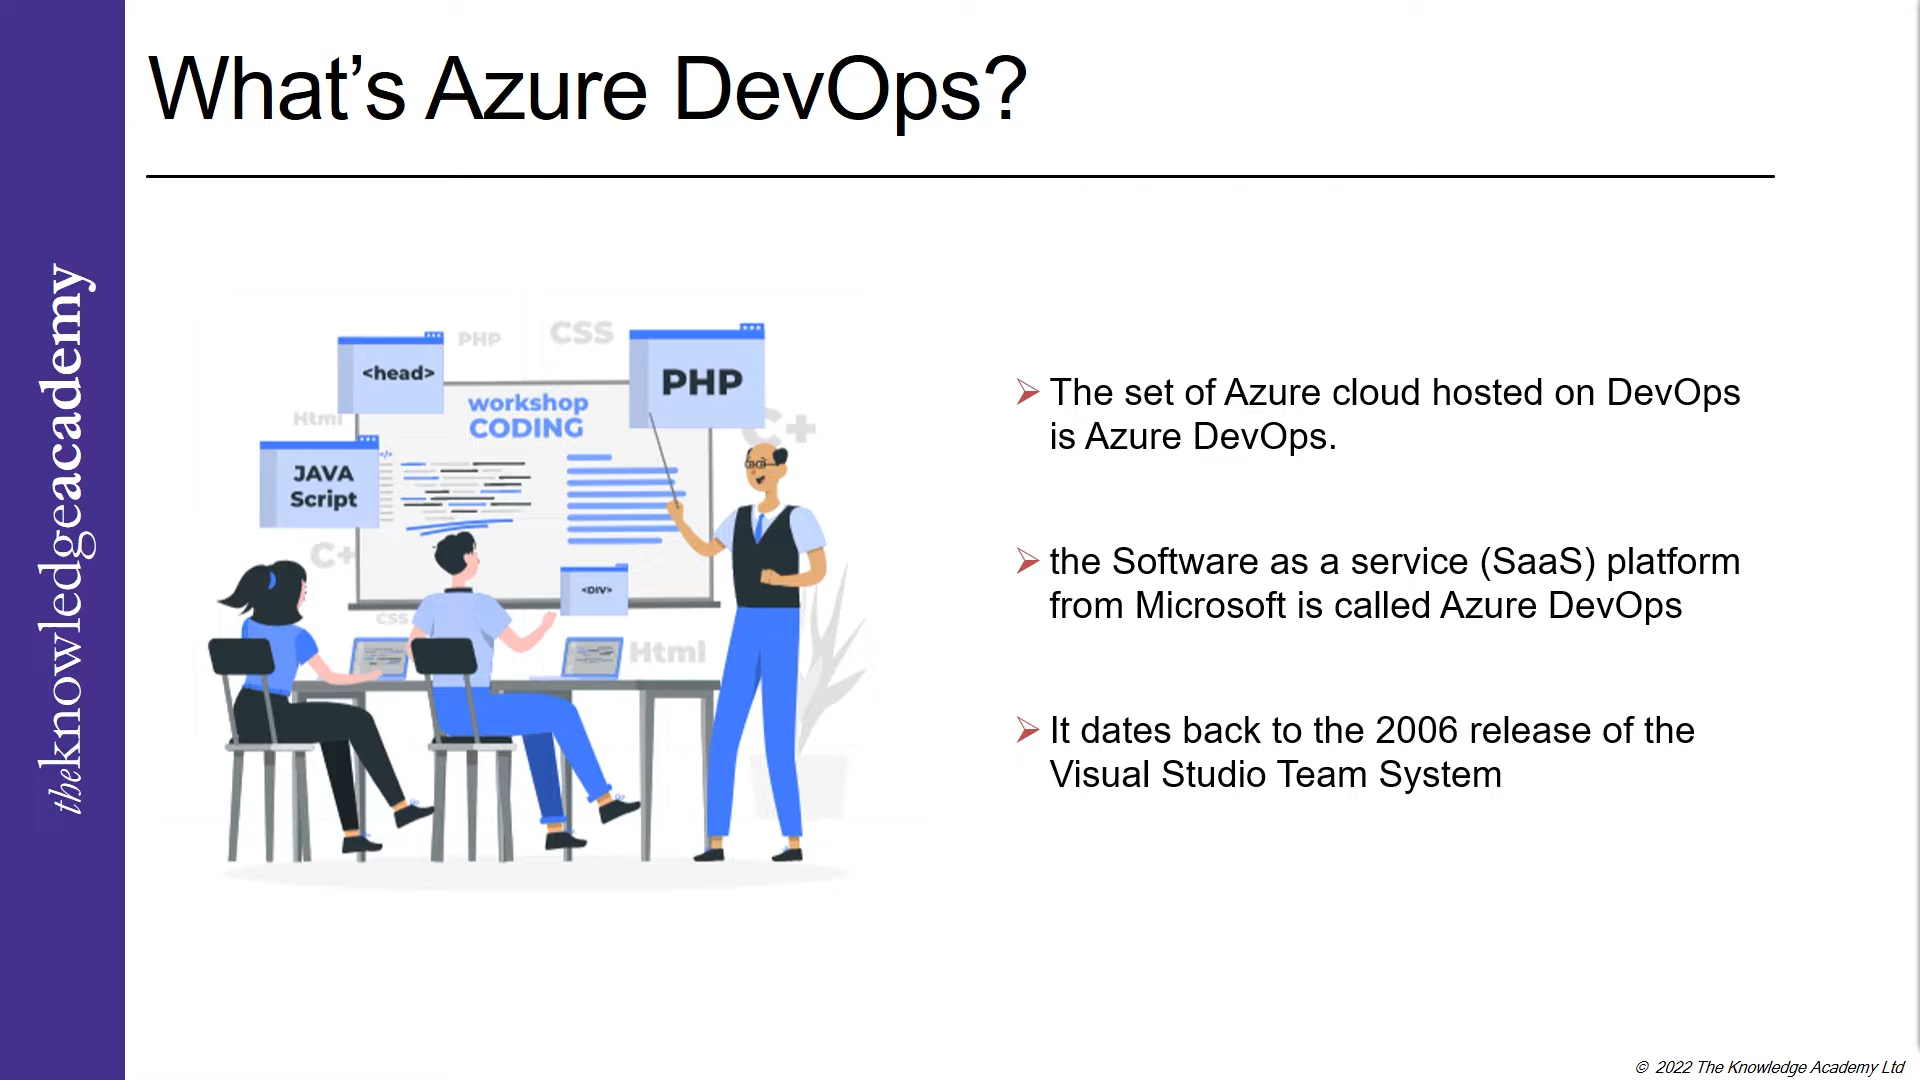 What’s Azure DevOps?
theknowledgeacademy
PHP
CSS
<head>
PHP
Html
workshop
CODING
C+
</>
JAVA
Script
C+
<DIV>
CSS
Html
The set of Azure cloud hosted on DevOps
is Azure DevOps.
the Software as a service (SaaS) platform
from Microsoft is called Azure DevOps
It dates back to the 2006 release of the
Visual Studio Team System
© 2022 The Knowledge Academy Ltd